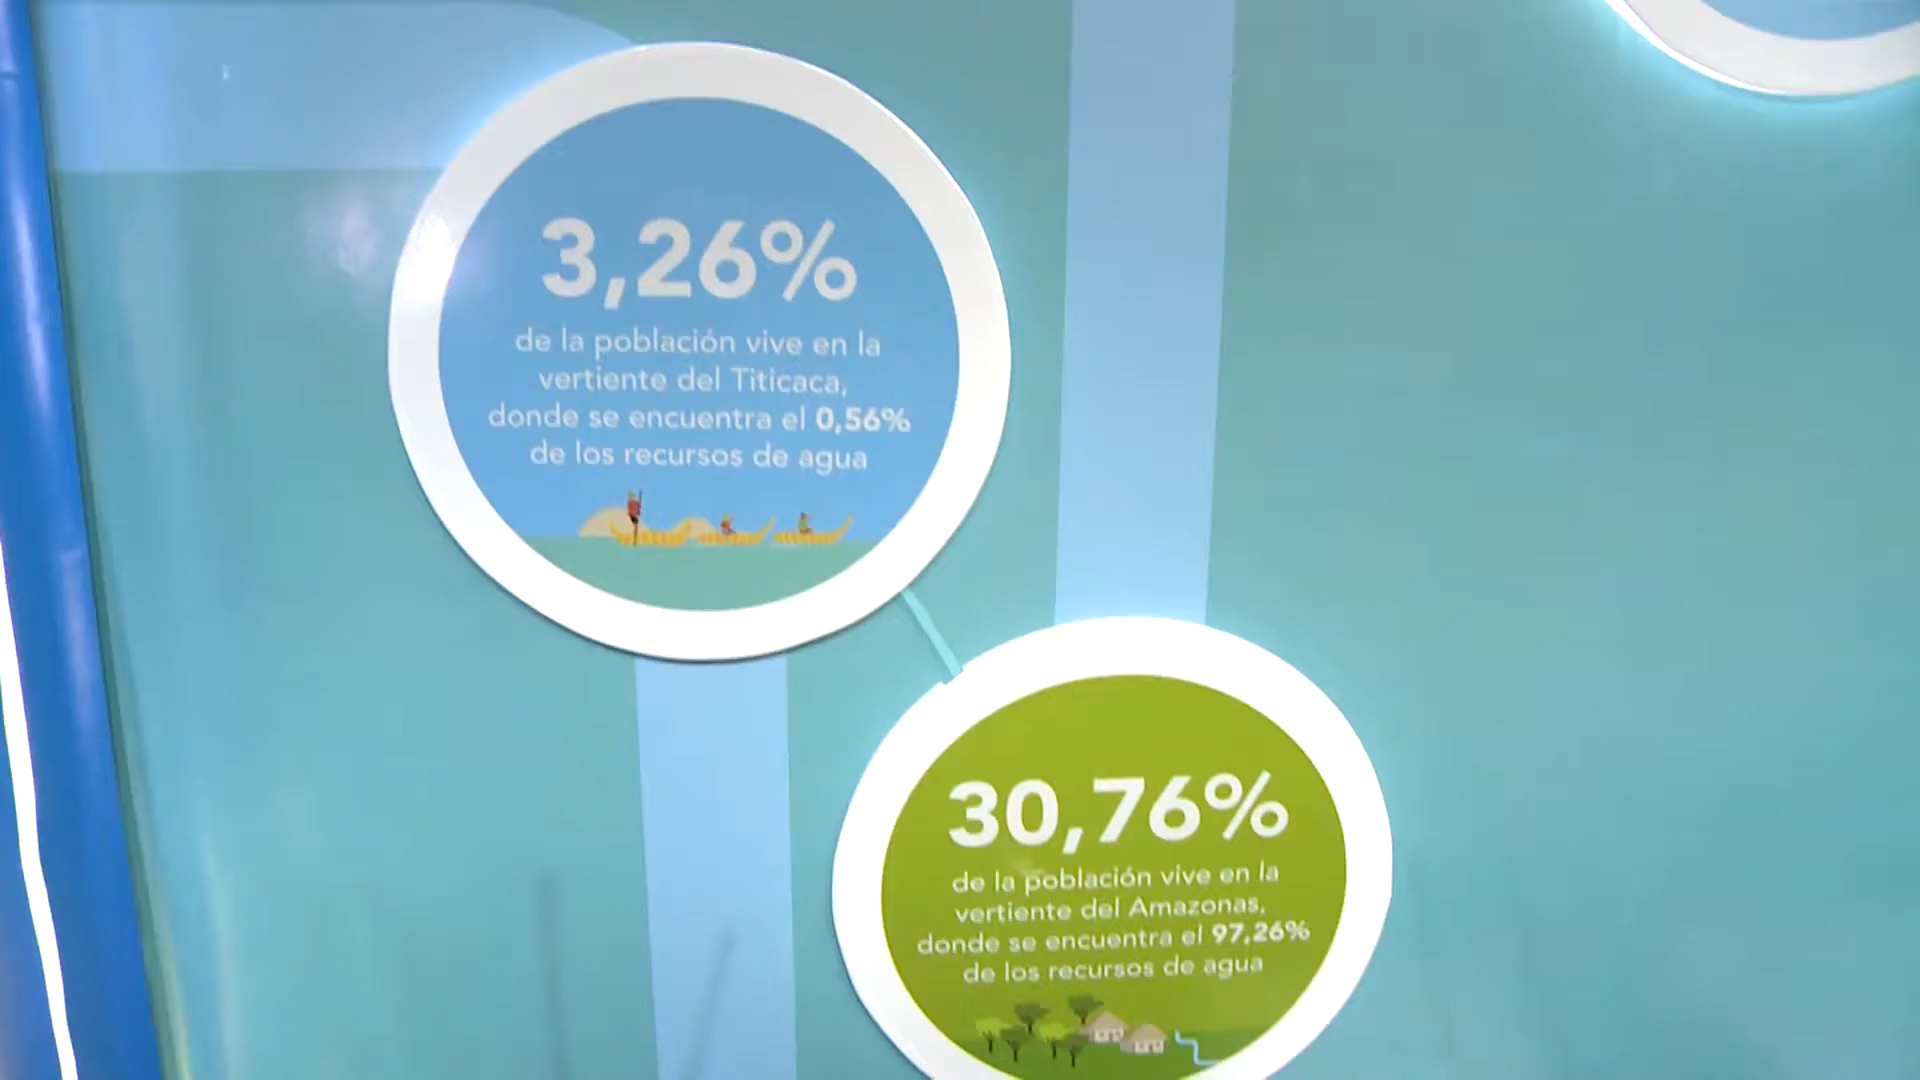 3,26%
de la población vive en la
vertiente del Titicaca,
donde se encuentra el 0,56%
de los recursos de agua
30,76%
de la población vive en la
vertiente del Amazonas,
donde se encuentra el 97,26%
de los recursos de agua